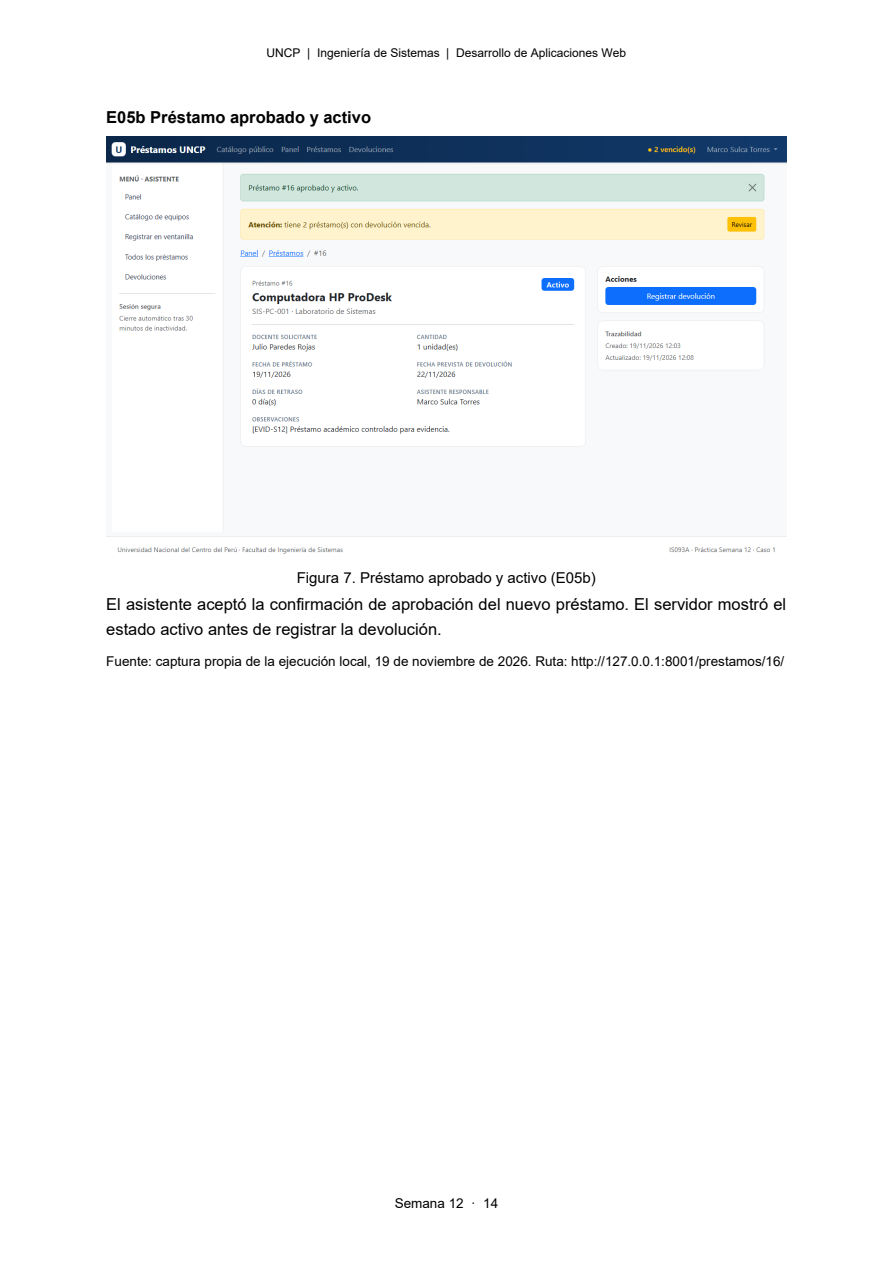 UNCP | Ingeniería de Sistemas | Desarrollo de Aplicaciones Web
E05b Préstamo aprobado y activo
U Préstamos UNCP Catálogo público Panel Préstamos Devoluciones 2 vencido(s) Marco Sulca Torres
MENÚ · ASISTENTE
Panel
Catálogo de equipos
Registrar en ventanilla
Todos los préstamos
Devoluciones
Sesión segura
Cierre automático tras 30
minutos de inactividad.
Préstamo #16 aprobado y activo.
Atención: tiene 2 préstamo(s) con devolución vencida. Revisar
Panel / Préstamos / #16
Préstamo #16 Activo
Computadora HP ProDesk
SIS-PC-001 · Laboratorio de Sistemas
DOCENTE SOLICITANTE CANTIDAD
Julio Paredes Rojas 1 unidad(es)
FECHA DE PRÉSTAMO FECHA PREVISTA DE DEVOLUCIÓN
19/11/2026 22/11/2026
DÍAS DE RETRASO ASISTENTE RESPONSABLE
0 día(s) Marco Sulca Torres
OBSERVACIONES
[EVID-S12] Préstamo académico controlado para evidencia.
Acciones
Registrar devolución
Trazabilidad
Creado: 19/11/2026 12:03
Actualizado: 19/11/2026 12:08
Universidad Nacional del Centro del Perú · Facultad de Ingeniería de Sistemas IS093A · Práctica Semana 12 · Caso 1
Figura 7. Préstamo aprobado y activo (E05b)
El asistente aceptó la confirmación de aprobación del nuevo préstamo. El servidor mostró el
estado activo antes de registrar la devolución.
Fuente: captura propia de la ejecución local, 19 de noviembre de 2026. Ruta: http://127.0.0.1:8001/prestamos/16/
Semana 12 · 14